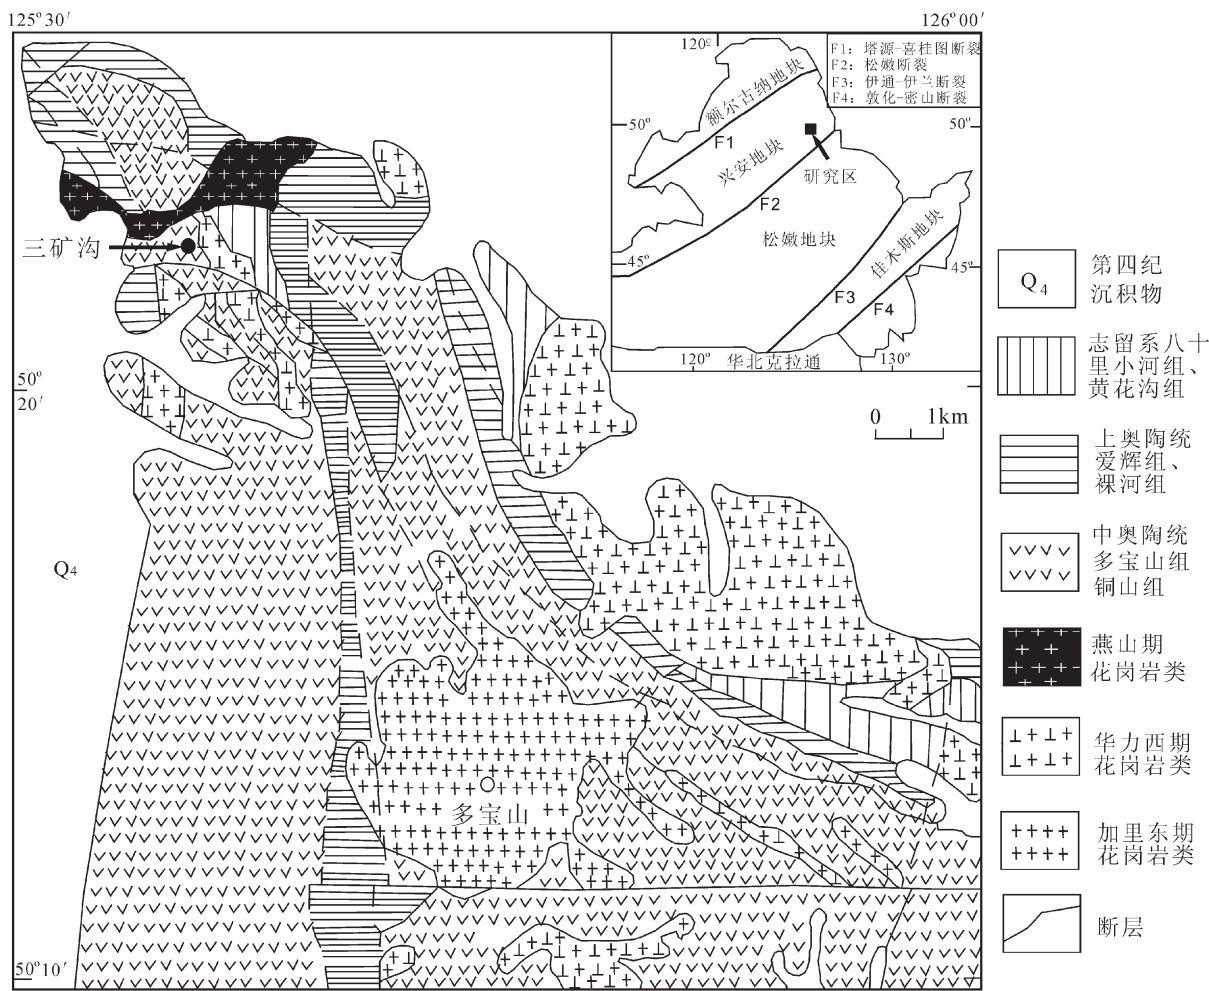 125°30′
126°00′
120°
F1：塔源-喜桂图断裂
F2：松嫩断裂
F3：伊通-伊兰断裂
F4：敦化-密山断裂
额尔古纳地块
50°
50°
F1
兴安地块
研究区
F2
松嫩地块
佳木斯地块
45°
45°
F3
F4
120°
华北克拉通
130°
三矿沟
50°
20′
0
1km
Q4
多宝山
50°10′
Q4
第四纪
沉积物
志留系八十
里小河组、
黄花沟组
上奥陶统
爱辉组、
裸河组
中奥陶统
多宝山组
铜山组
燕山期
花岗岩类
华力西期
花岗岩类
加里东期
花岗岩类
断层